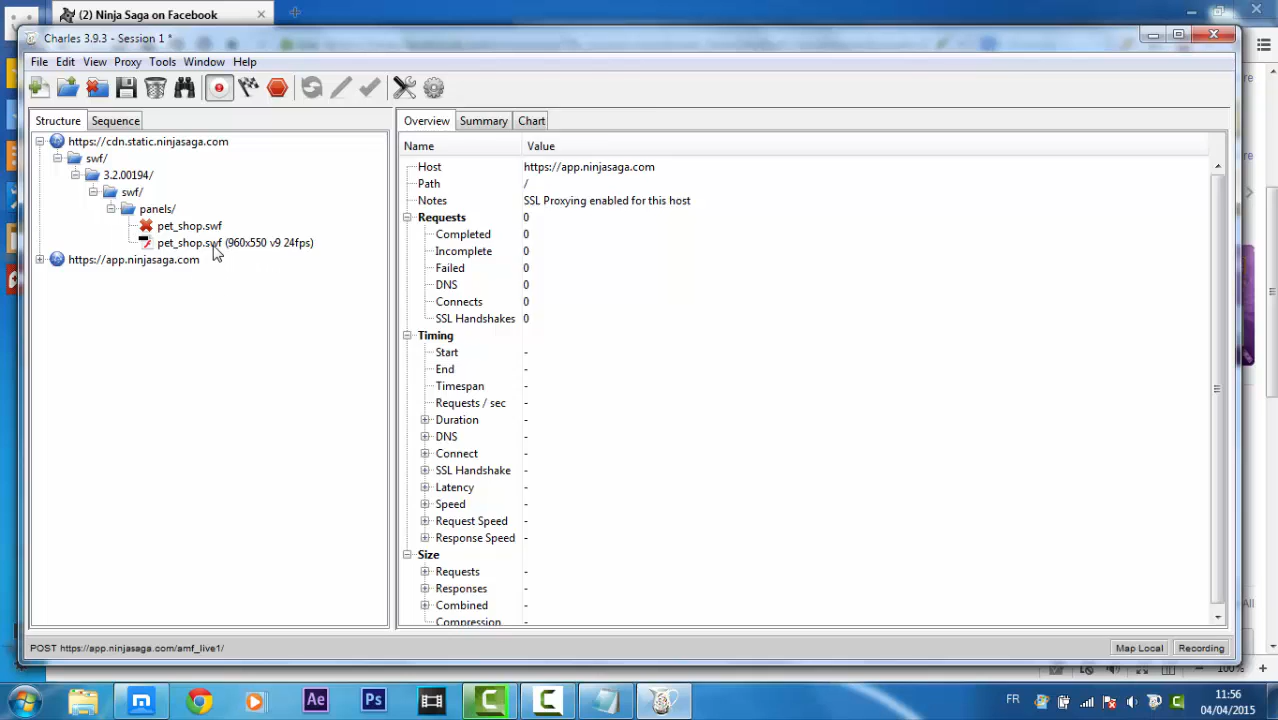 (2) Ninja Saga on Facebook
Charles 3.9.3 - Session 1 *
File Edit View Proxy Tools Window Help
Structure Sequence
Overview Summary Chart
https://cdn.static.ninjasaga.com
swf/
3.2.00194/
swf/
panels/
pet_shop.swf
pet_shop.swf (960x550 v9 24fps)
https://app.ninjasaga.com
Name Value
Host https://app.ninjasaga.com
Path /
Notes SSL Proxying enabled for this host
Requests 0
Completed 0
Incomplete 0
Failed 0
DNS 0
Connects 0
SSL Handshakes 0
Timing
Start -
End -
Timespan -
Requests / sec -
Duration -
DNS -
Connect -
SSL Handshake -
Latency -
Speed -
Request Speed -
Response Speed -
Size
Requests -
Responses -
Combined -
Compression -
POST https://app.ninjasaga.com/amf_live1/
Map Local Recording
100%
Ae Ps
FR
11:56
04/04/2015